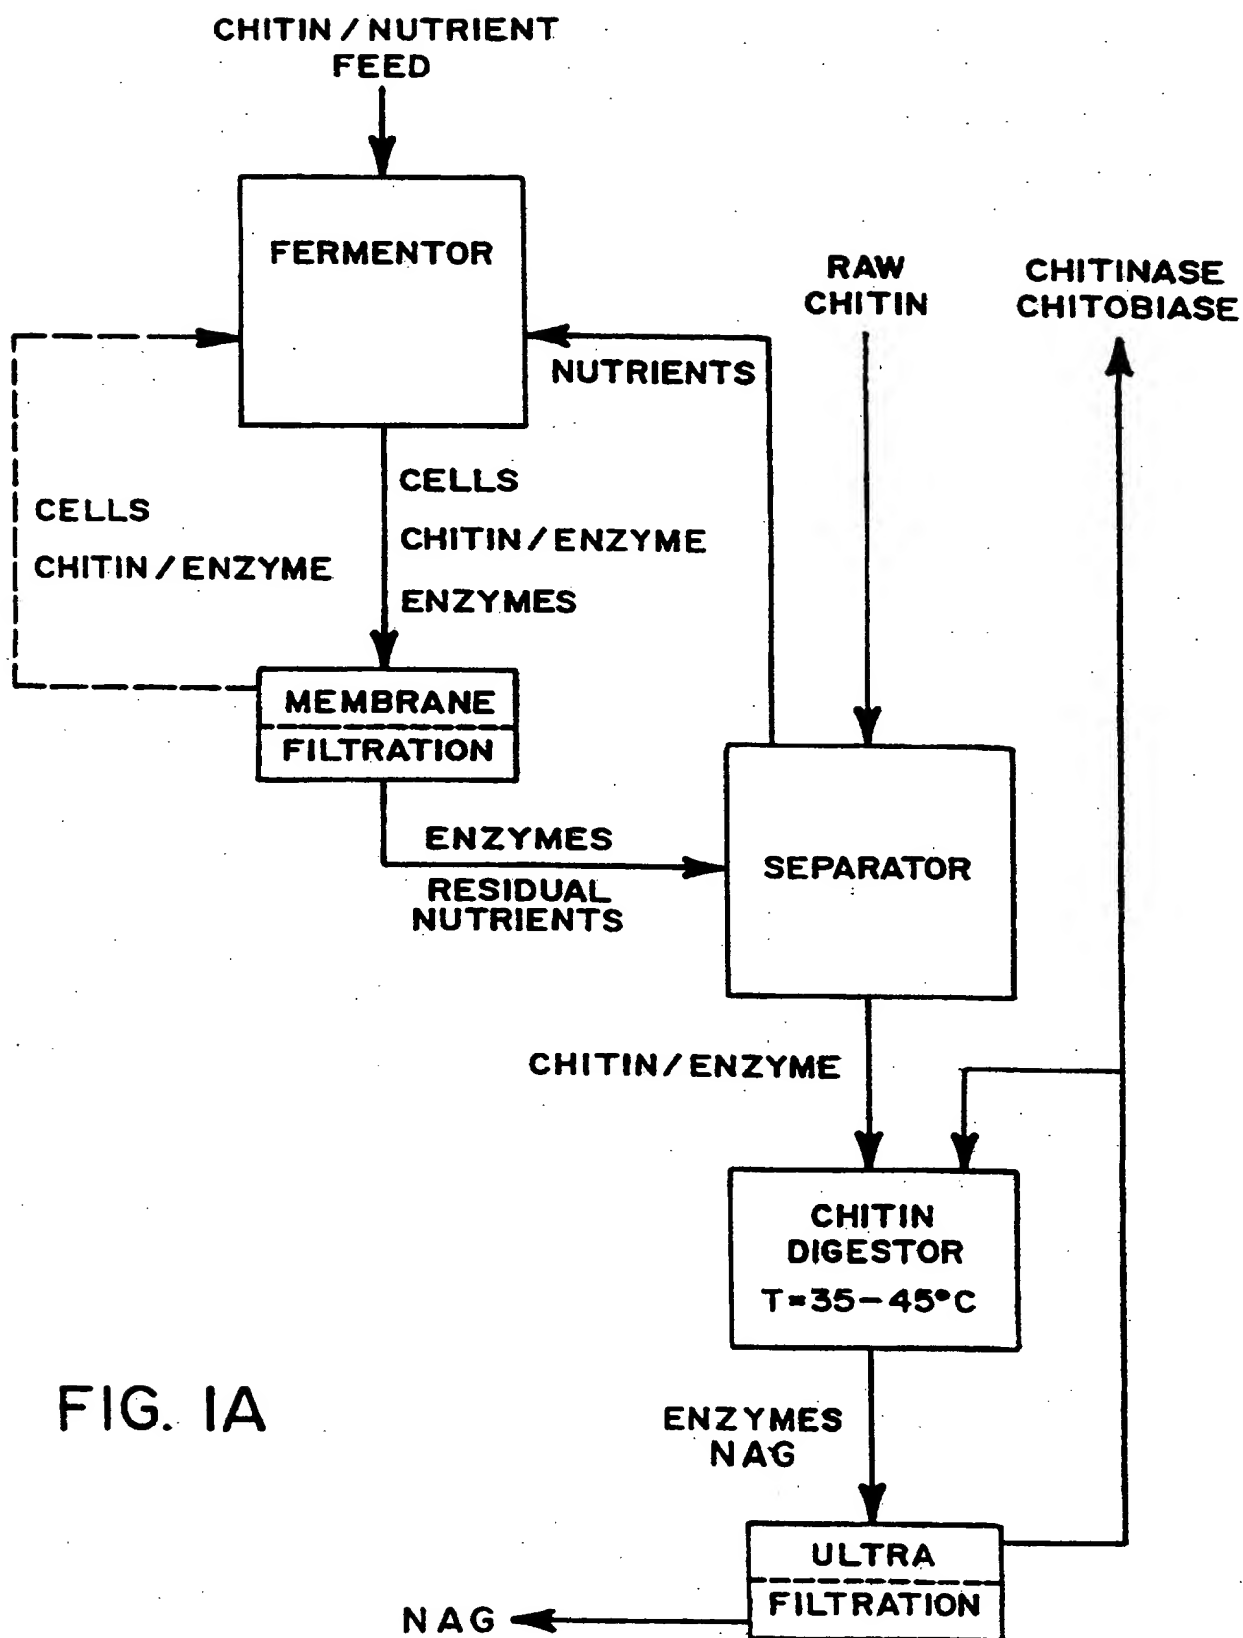 CHITIN / NUTRIENT
FEED
FERMENTOR
RAW
CHITIN
CHITINASE
CHITOBIASE
NUTRIENTS
CELLS
CHITIN / ENZYME
CELLS
CHITIN / ENZYME
ENZYMES
MEMBRANE
FILTRATION
ENZYMES
RESIDUAL
NUTRIENTS
SEPARATOR
CHITIN / ENZYME
CHITIN
DIGESTOR
T=35-45°C
FIG. 1A
ENZYMES
NAG
ULTRA
FILTRATION
NAG